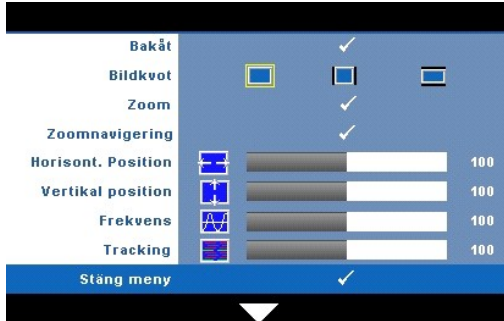 Bakåt
Bildkvot
Zoom
Zoomnavigering
Horisont. Position 100
Vertikal position 100
Frekvens 100
Tracking 100
Stäng meny